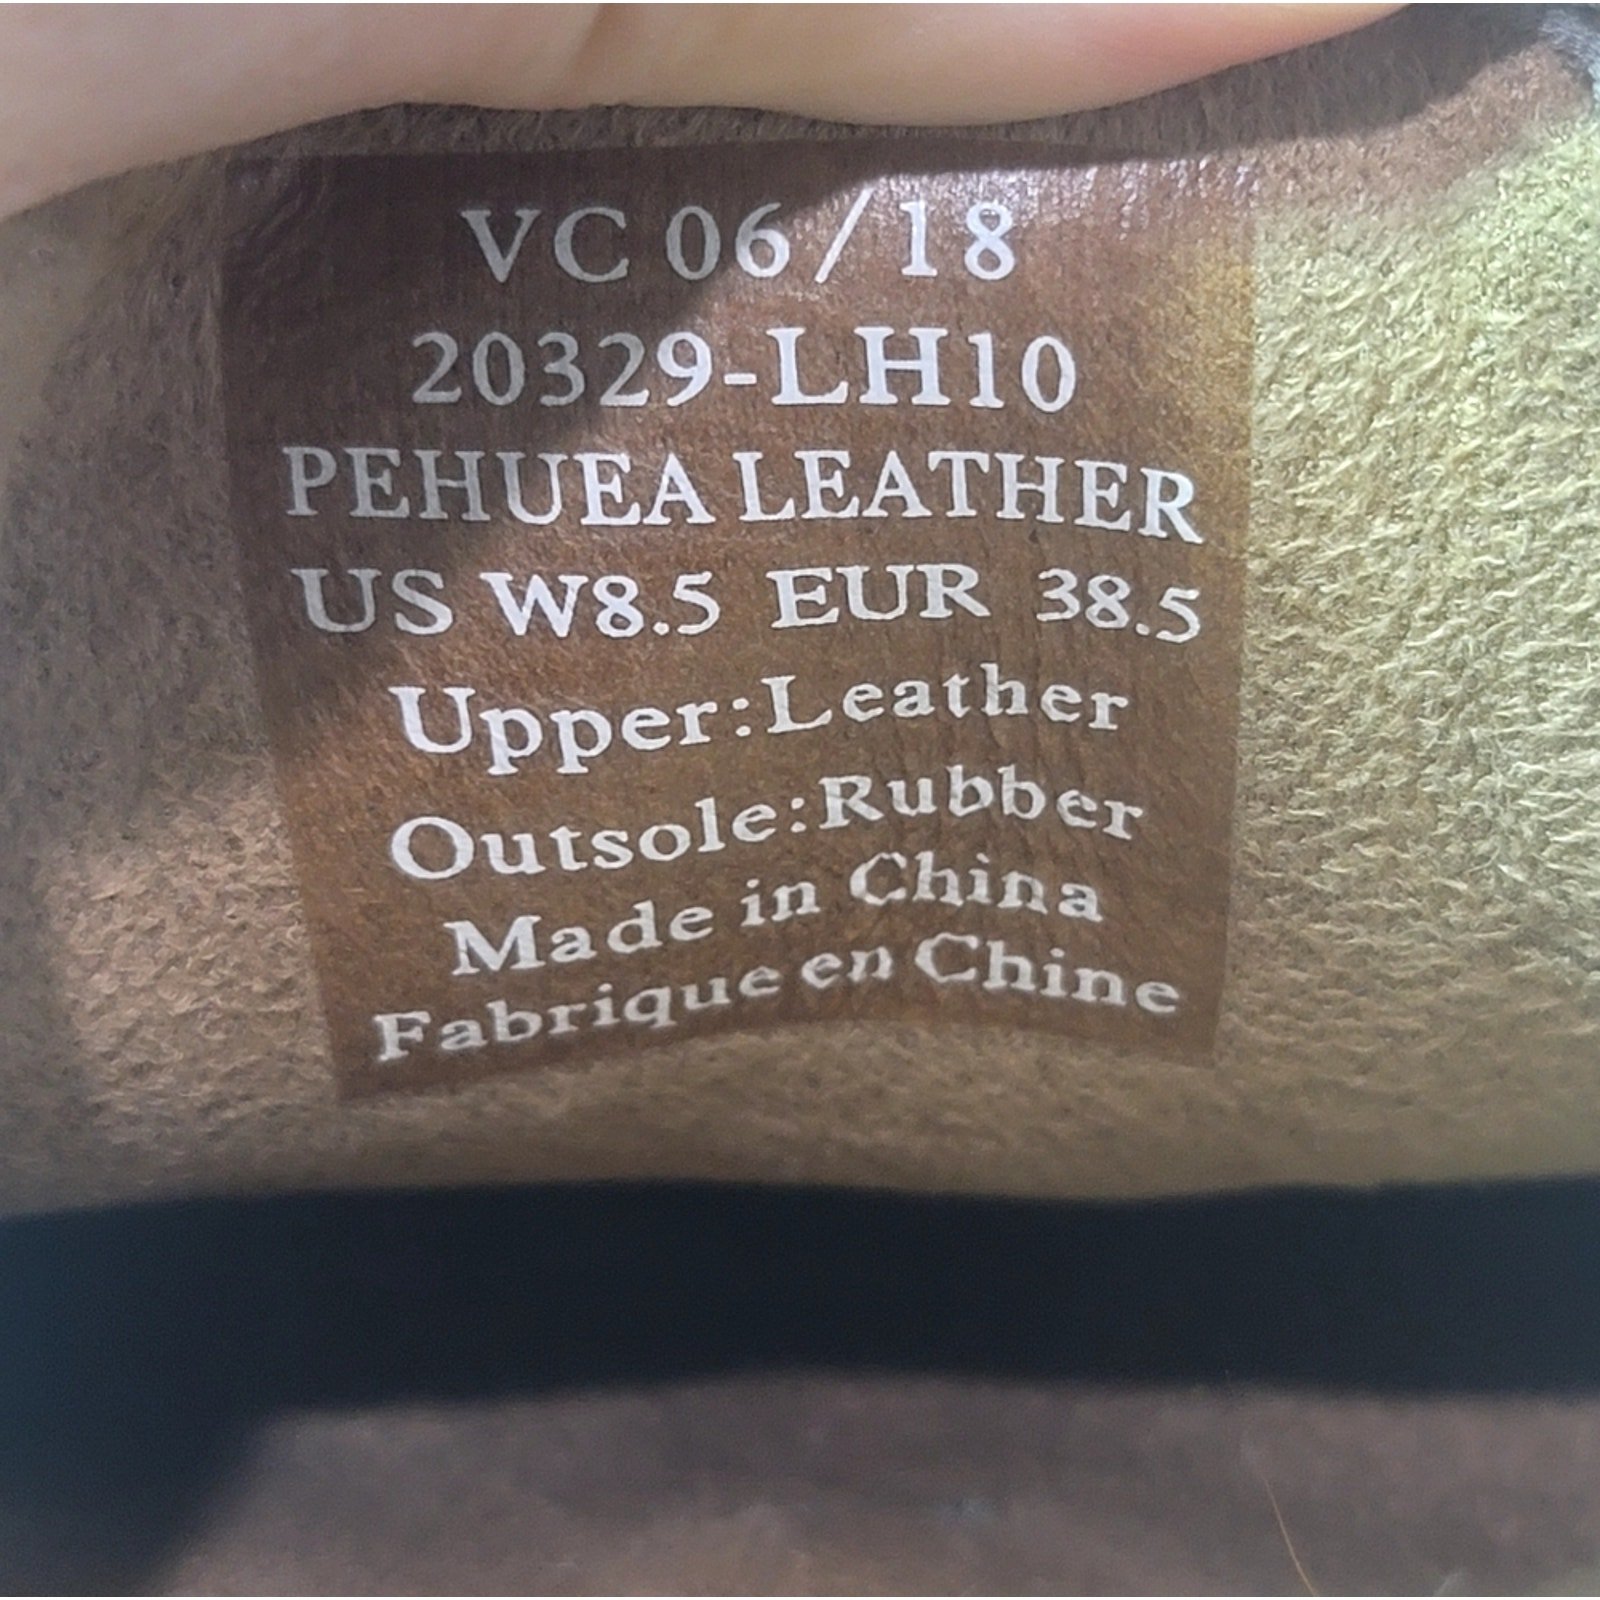 VC 06/18
20329-LH10
PEHUEA LEATHER
US W8.5 EUR 38.5
Upper:Leather
Outsole:Rubber
Made in China
Fabrique en Chine